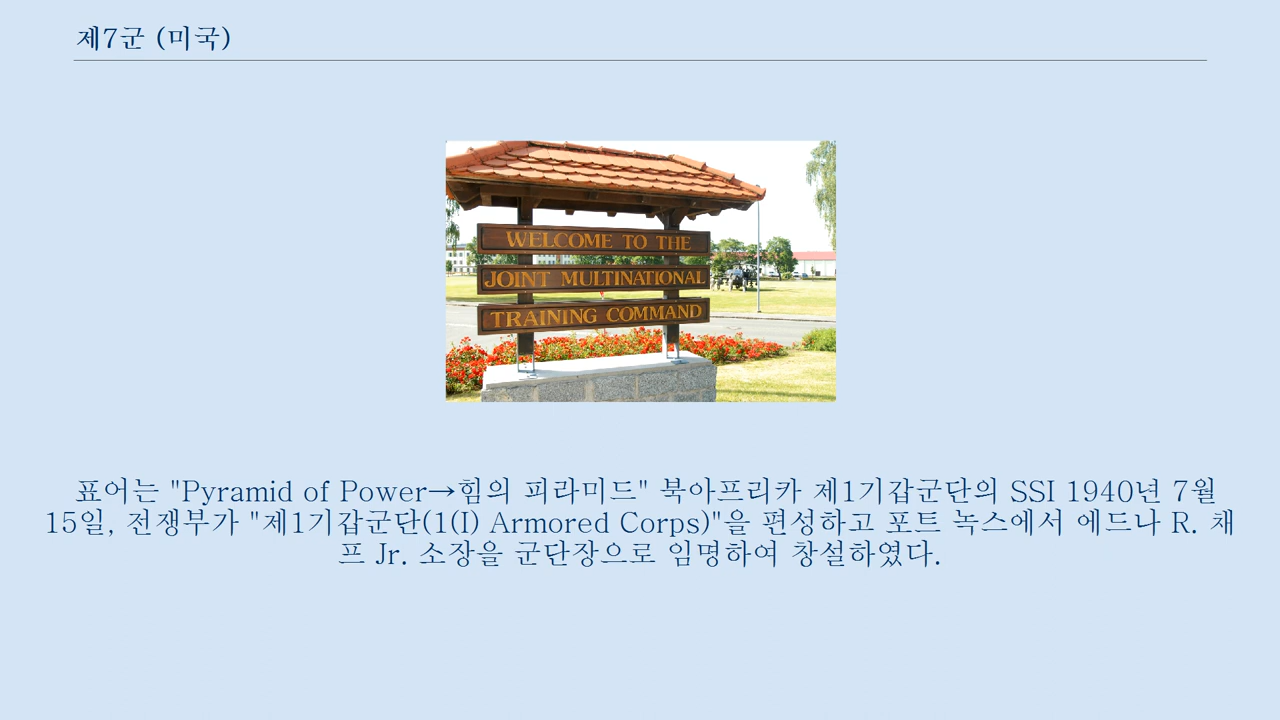 제7군 (미국)
WELCOME TO THE
JOINT MULTINATIONAL
TRAINING COMMAND
표어는 "Pyramid of Power→힘의 피라미드" 북아프리카 제1기갑군단의 SSI 1940년 7월
15일, 전쟁부가 "제1기갑군단(1(I) Armored Corps)"을 편성하고 포트 녹스에서 에드나 R. 채
프 Jr. 소장을 군단장으로 임명하여 창설하였다.